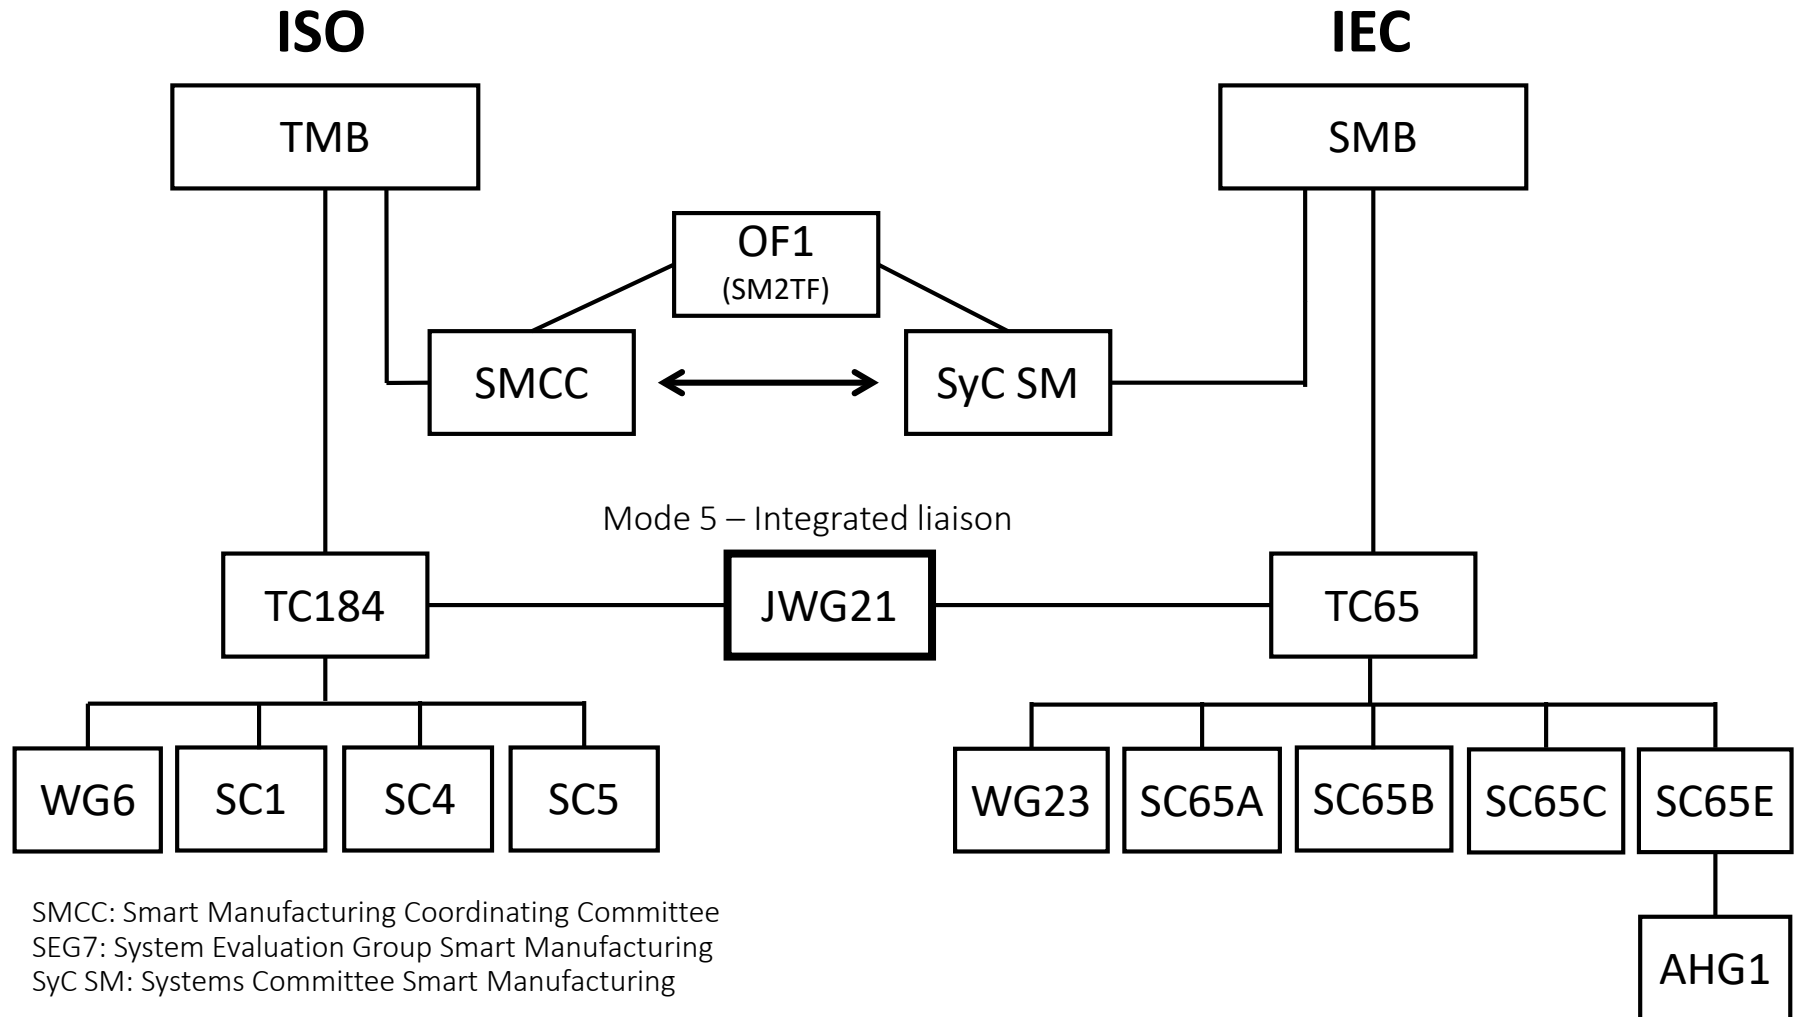 ISO
IEC
TMB
SMB
OF1
(SM2TF)
SMCC
SyC SM
Mode 5 – Integrated liaison
TC184
JWG21
TC65
WG6
SC1
SC4
SC5
WG23
SC65A
SC65B
SC65C
SC65E
SMCC: Smart Manufacturing Coordinating Committee
SEG7: System Evaluation Group Smart Manufacturing
SyC SM: Systems Committee Smart Manufacturing
AHG1